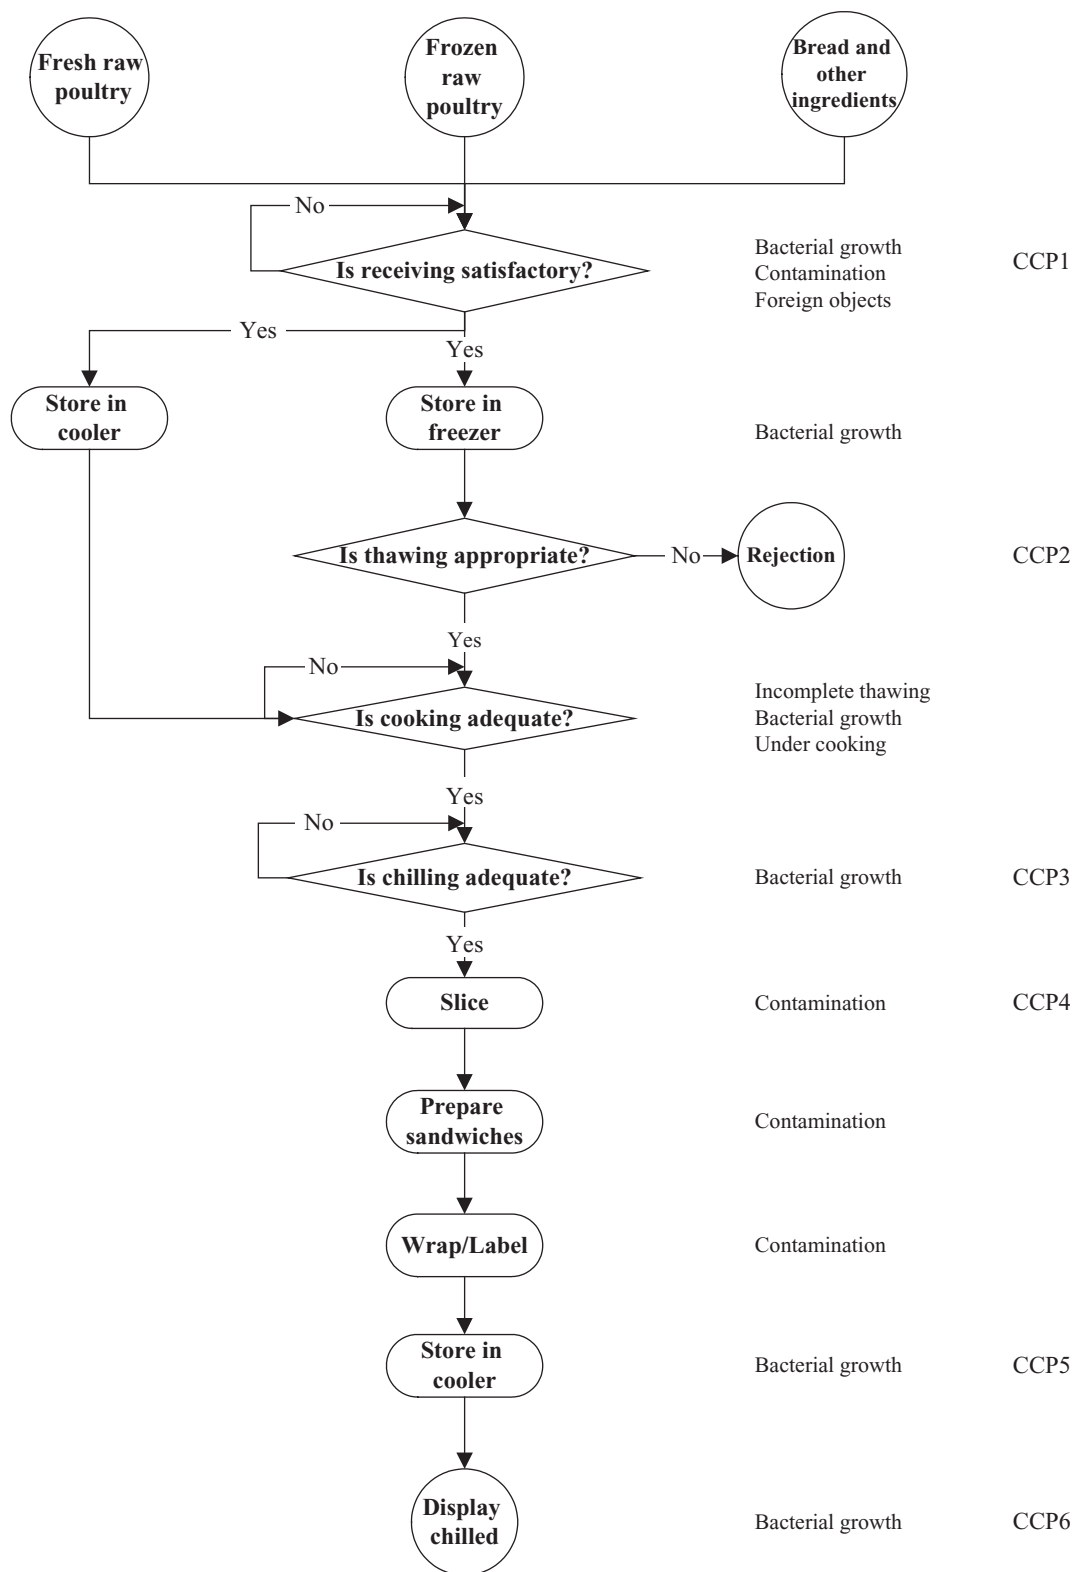 Fresh raw
poultry
Frozen
raw
poultry
Bread and
other
ingredients
No
Is receiving satisfactory?
Bacterial growth
Contamination
Foreign objects
CCP1
Yes
Yes
Store in
cooler
Store in
freezer
Bacterial growth
Is thawing appropriate?
No
Rejection
CCP2
Yes
No
Is cooking adequate?
Incomplete thawing
Bacterial growth
Under cooking
Yes
No
Is chilling adequate?
Bacterial growth
CCP3
Yes
Slice
Contamination
CCP4
Prepare
sandwiches
Contamination
Wrap/Label
Contamination
Store in
cooler
Bacterial growth
CCP5
Display
chilled
Bacterial growth
CCP6